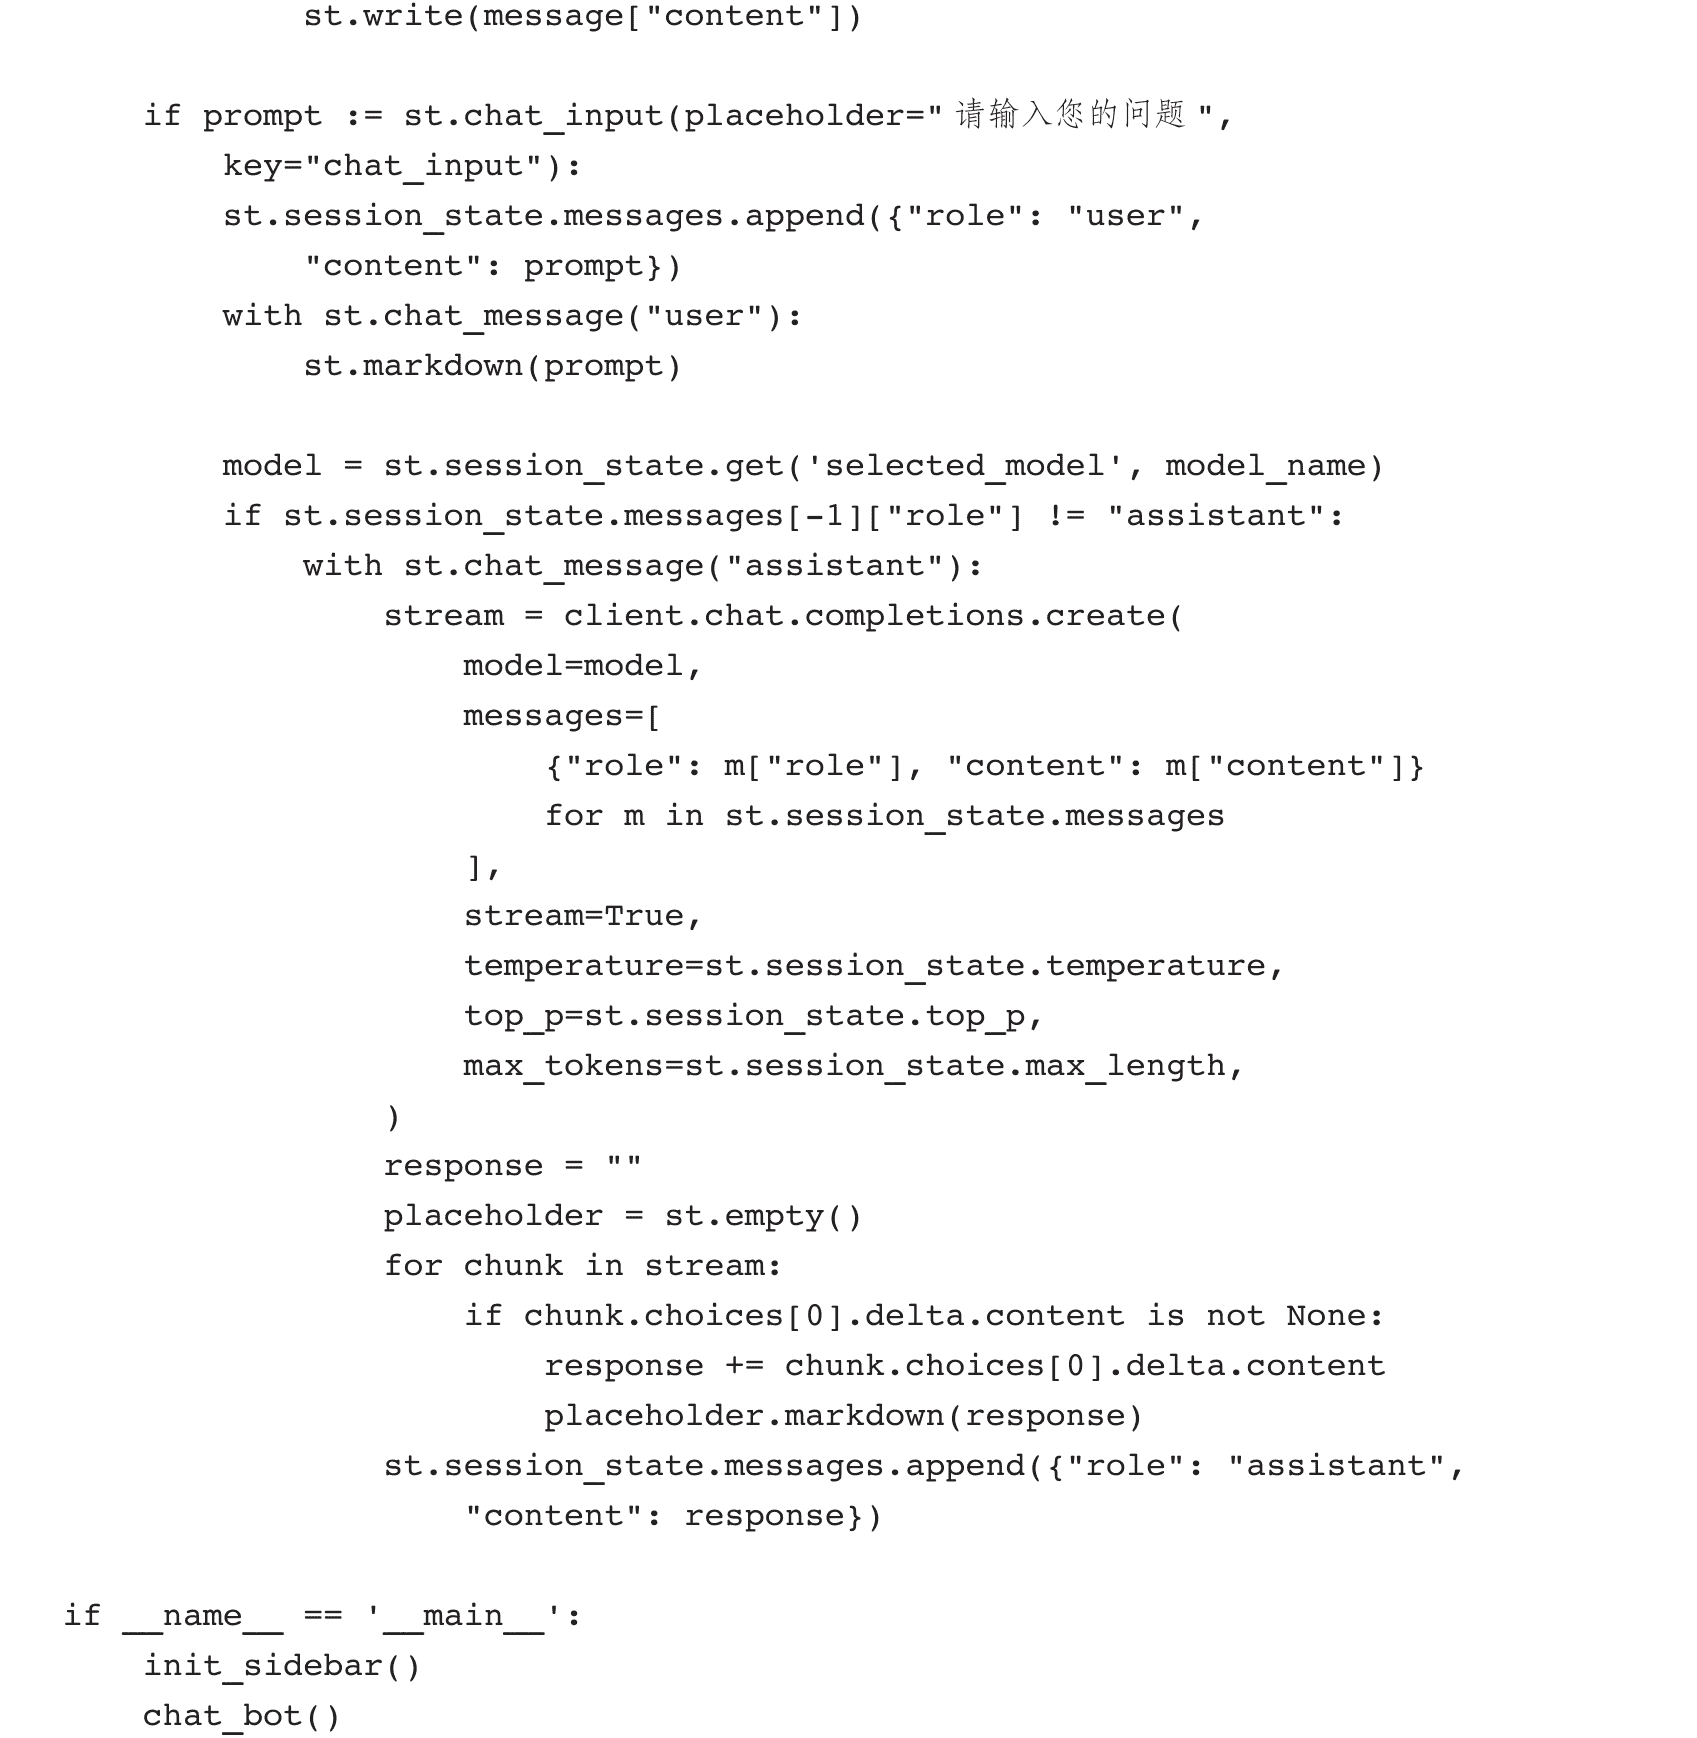 st.write(message["content"])

    if prompt := st.chat_input(placeholder=" 请输入您的问题 ",
        key="chat_input"):
        st.session_state.messages.append({"role": "user",
            "content": prompt})
        with st.chat_message("user"):
            st.markdown(prompt)

        model = st.session_state.get('selected_model', model_name)
        if st.session_state.messages[-1]["role"] != "assistant":
            with st.chat_message("assistant"):
                stream = client.chat.completions.create(
                    model=model,
                    messages=[
                        {"role": m["role"], "content": m["content"]}
                        for m in st.session_state.messages
                    ],
                    stream=True,
                    temperature=st.session_state.temperature,
                    top_p=st.session_state.top_p,
                    max_tokens=st.session_state.max_length,
                )
                response = ""
                placeholder = st.empty()
                for chunk in stream:
                    if chunk.choices[0].delta.content is not None:
                        response += chunk.choices[0].delta.content
                        placeholder.markdown(response)
                st.session_state.messages.append({"role": "assistant",
                    "content": response})

if __name__ == '__main__':
    init_sidebar()
    chat_bot()